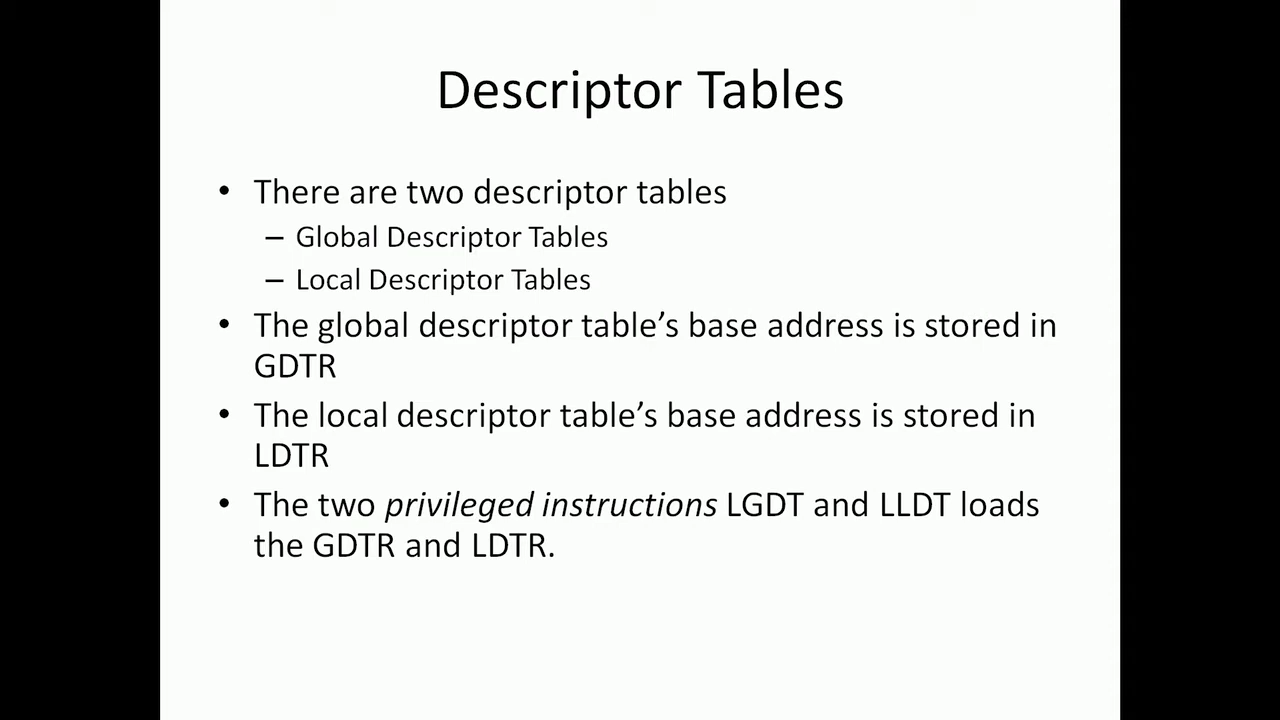 Descriptor Tables
• There are two descriptor tables
– Global Descriptor Tables
– Local Descriptor Tables
• The global descriptor table’s base address is stored in
GDTR
• The local descriptor table’s base address is stored in
LDTR
• The two privileged instructions LGDT and LLDT loads
the GDTR and LDTR.